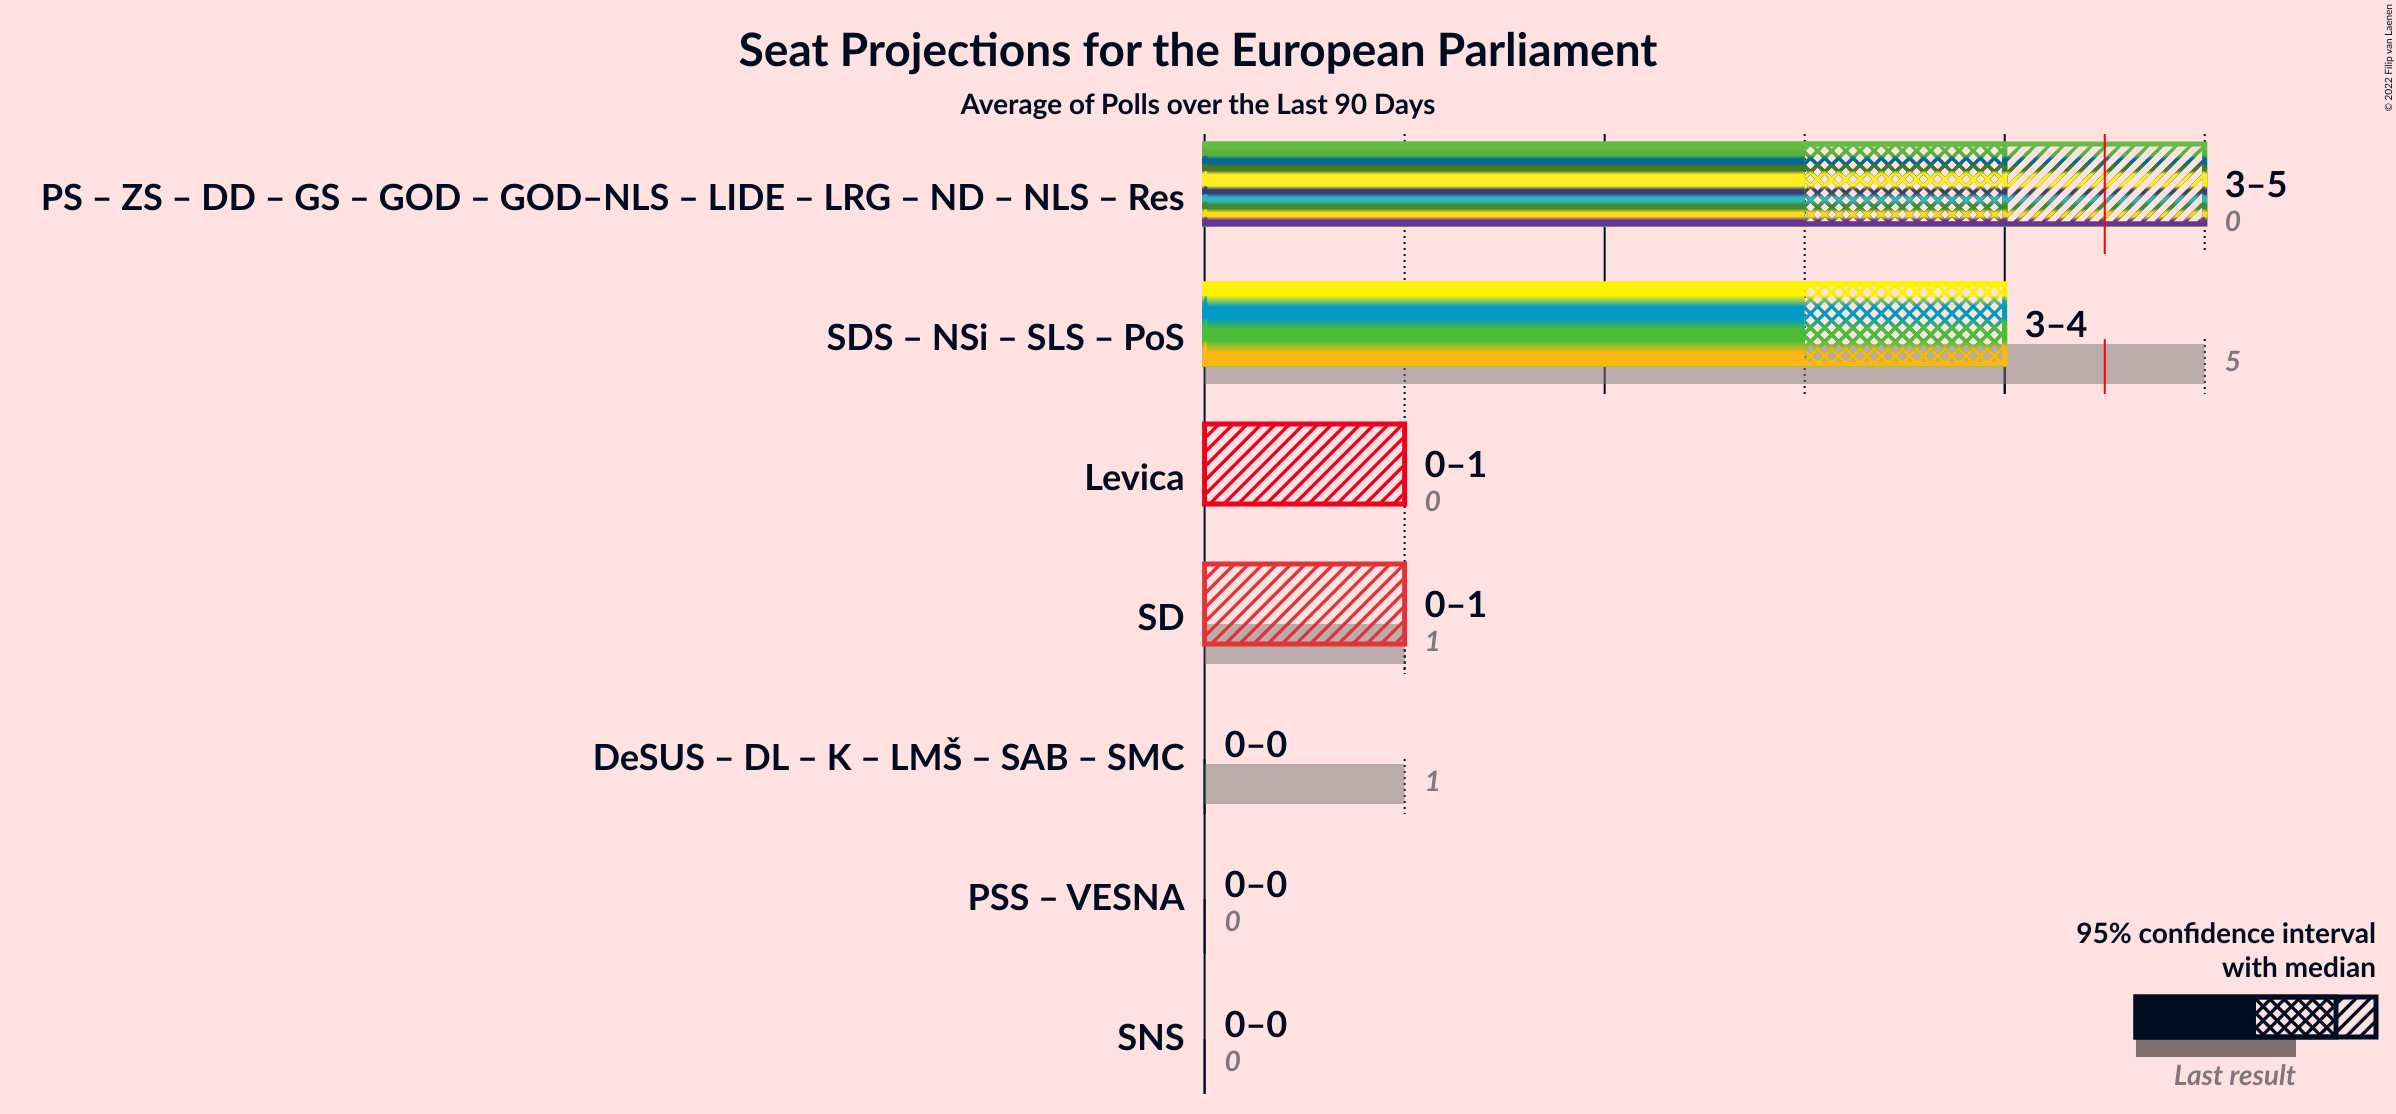 Seat Projections for the European Parliament
Average of Polls over the Last 90 Days
© 2022 Filip van Laenen
PS – ZS – DD – GS – GOD – GOD–NLS – LIDE – LRG – ND – NLS – Res
3–5
0
SDS – NSi – SLS – PoS
3–4
5
Levica
0–1
0
SD
0–1
1
DeSUS – DL – K – LMŠ – SAB – SMC
0–0
1
PSS – VESNA
0–0
0
SNS
0–0
0
95% confidence interval
with median
Last result